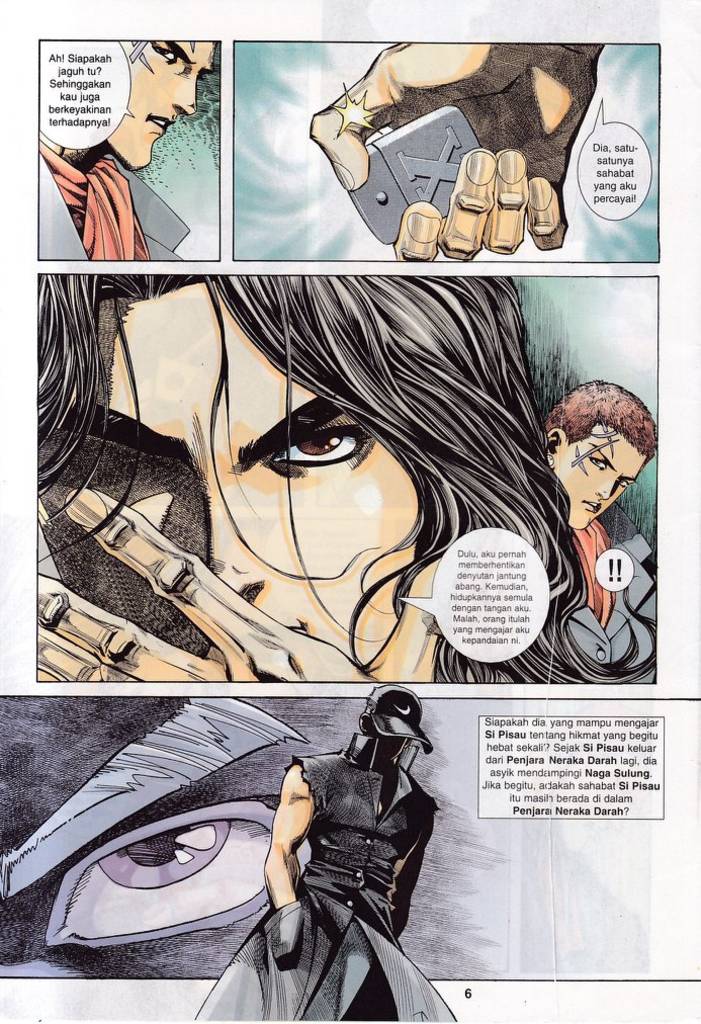 Ah! Siapakah
jaguh tu?
Sehinggakan
kau juga
berkeyakinan
terhadapnya!
Dia, satu-
satunya
sahabat
yang aku
percayai!
Dulu, aku pernah
memberhentikan
denyutan jantung
abang. Kemudian,
hidupkannya semula
dengan tangan aku.
Malah, orang itulah
yang mengajar aku
kepandaian ni.
!!
Siapakah dia yang mampu mengajar
Si Pisau tentang hikmat yang begitu
hebat sekali? Sejak Si Pisau keluar
dari Penjara Neraka Darah lagi, dia
asyik mendampingi Naga Sulung.
Jika begitu, adakah sahabat Si Pisau
itu masih berada di dalam
Penjara Neraka Darah?
6